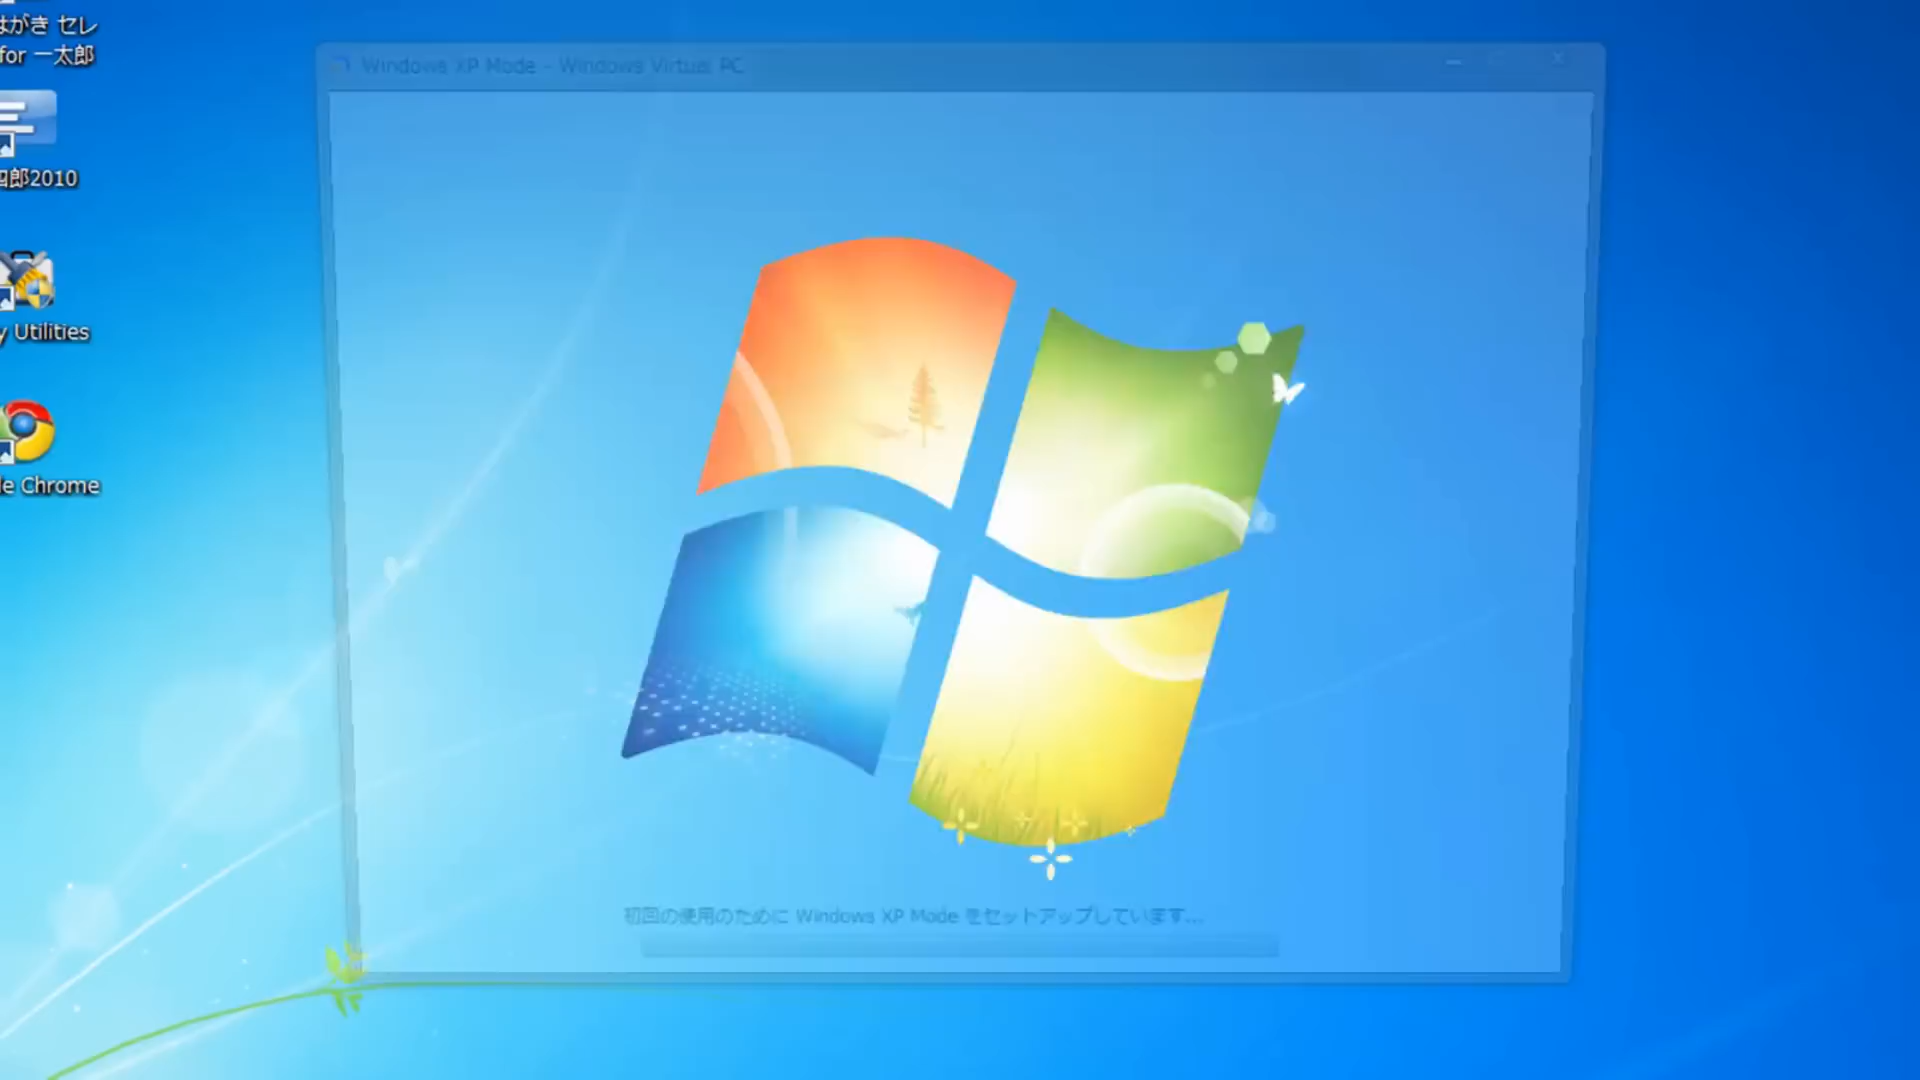 はがき セレ
for 一太郎
Windows XP Mode - Windows Virtual PC
四郎2010
y Utilities
le Chrome
初回の使用のために Windows XP Mode をセットアップしています...